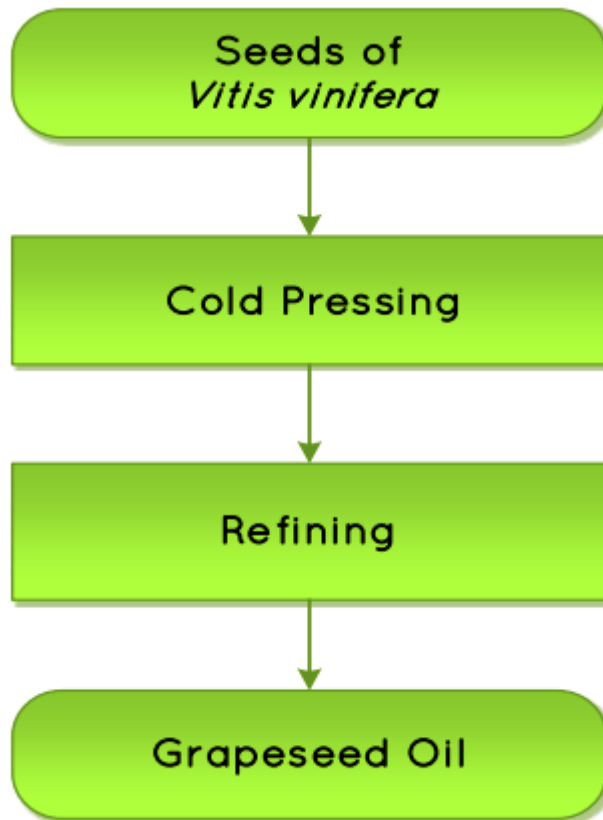 Seeds of
Vitis vinifera
Cold Pressing
Refining
Grapeseed Oil